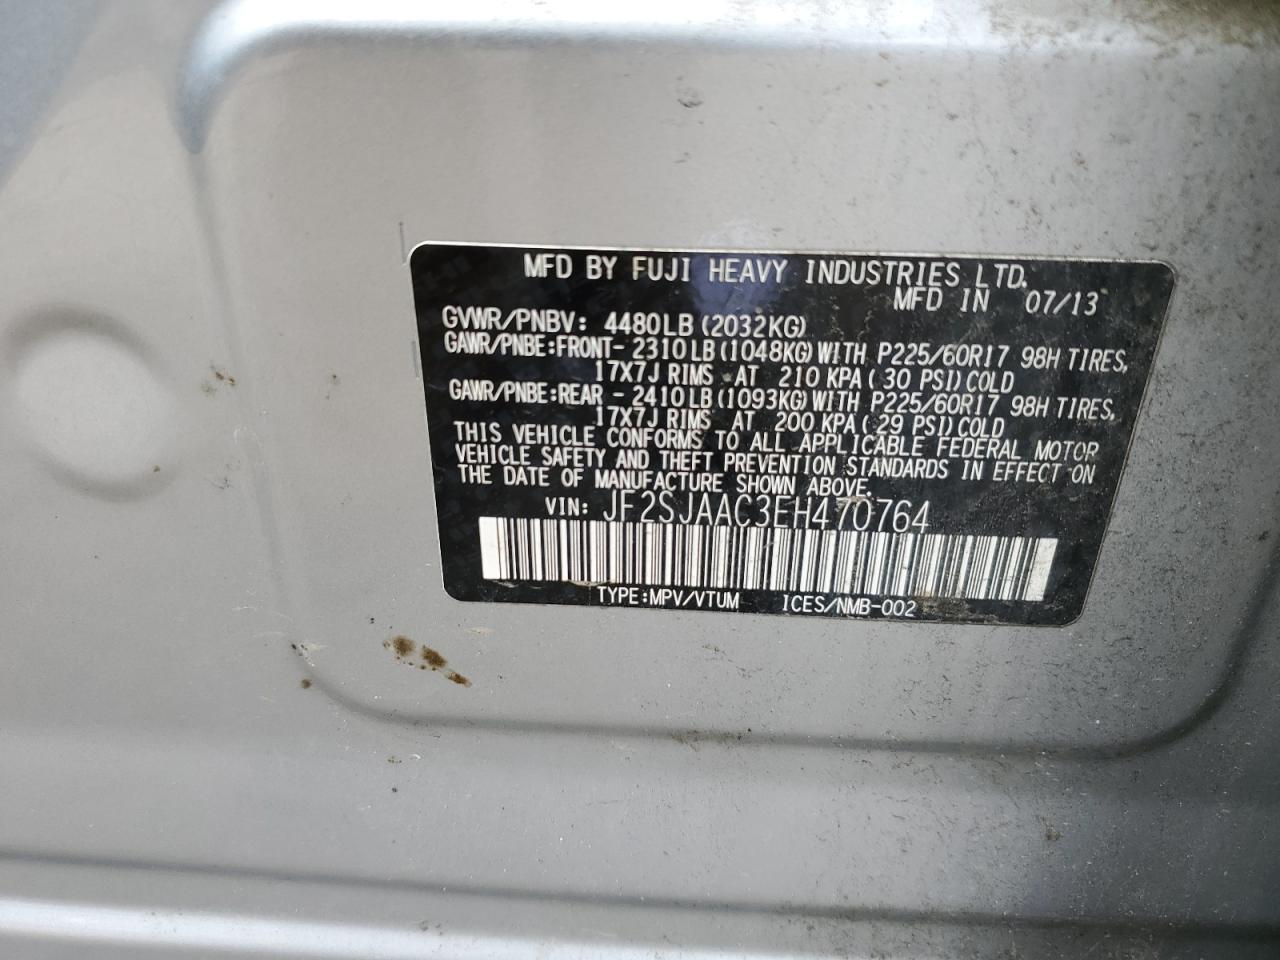 MFD BY FUJI HEAVY INDUSTRIES LTD.
MFD IN 07/13
GVWR/PNBV: 4480LB(2032KG)
GAWR/PNBE:FRONT- 2310LB(1048KG)WITH P225/60R17 98H TIRES,
17X7J RIMS AT 210 KPA( 30 PSI)COLD
GAWR/PNBE:REAR - 2410LB(1093KG)WITH P225/60R17 98H TIRES,
17X7J RIMS AT 200 KPA( 29 PSI)COLD
THIS VEHICLE CONFORMS TO ALL APPLICABLE FEDERAL MOTOR
VEHICLE SAFETY AND THEFT PREVENTION STANDARDS IN EFFECT ON
THE DATE OF MANUFACTURE SHOWN ABOVE.
VIN: JF2SJAAC3EH470764
TYPE:MPV/VTUM ICES/NMB-002